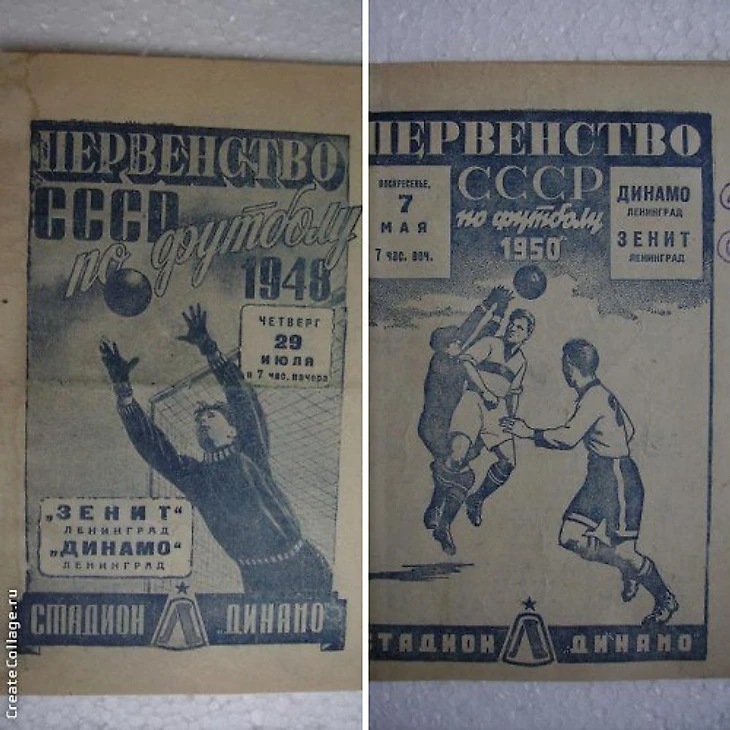 ПЕРВЕНСТВО
СССР
по футболу
1948
ЧЕТВЕРГ
29
ИЮЛЯ
в 7 час. вечера
„ЗЕНИТ“
ЛЕНИНГРАД
„ДИНАМО“
ЛЕНИНГРАД
СТАДИОН Л „ДИНАМО“
ПЕРВЕНСТВО
СССР
по футболу
1950
ВОСКРЕСЕНЬЕ,
7
МАЯ
7 час. веч.
ДИНАМО
ЛЕНИНГРАД
ЗЕНИТ
ЛЕНИНГРАД
СТАДИОН Л „ДИНАМО“
CreateCollage.ru